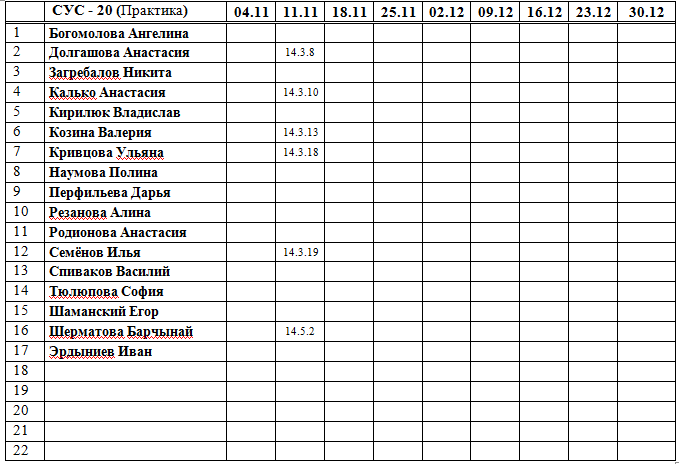 СУС - 20 (Практика) 04.11 11.11 18.11 25.11 02.12 09.12 16.12 23.12 30.12
1 Богомолова Ангелина
2 Долгашова Анастасия 14.3.8
3 Загребалов Никита
4 Калько Анастасия 14.3.10
5 Кирилюк Владислав
6 Козина Валерия 14.3.13
7 Кривцова Ульяна 14.3.18
8 Наумова Полина
9 Перфильева Дарья
10 Резанова Алина
11 Родионова Анастасия
12 Семёнов Илья 14.3.19
13 Спиваков Василий
14 Тюлюпова София
15 Шаманский Егор
16 Шерматова Барчынай 14.5.2
17 Эрдыниев Иван
18
19
20
21
22